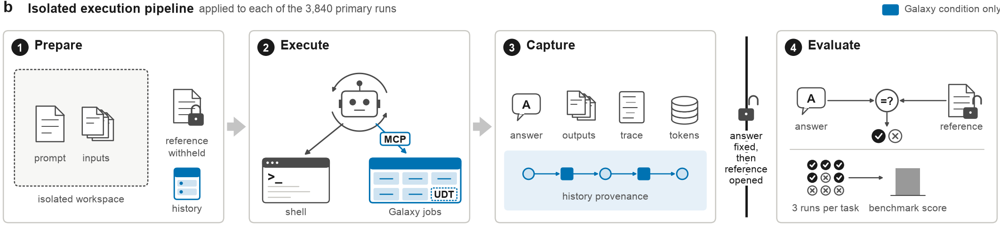 b Isolated execution pipeline applied to each of the 3,840 primary runs
Galaxy condition only
1 Prepare
prompt
inputs
isolated workspace
reference
withheld
history
2 Execute
MCP
>_
shell
UDT
Galaxy jobs
3 Capture
A
answer
outputs
trace
tokens
history provenance
answer
fixed,
then
reference
opened
4 Evaluate
A
=?
answer
reference
3 runs per task
benchmark score